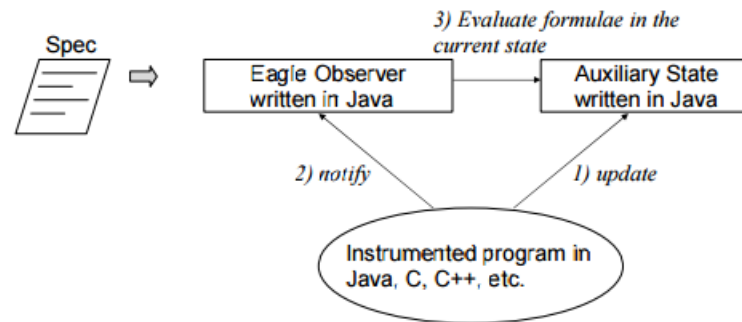 3) Evaluate formulae in the
current state
Spec
Eagle Observer
written in Java
Auxiliary State
written in Java
2) notify
1) update
Instrumented program in
Java, C, C++, etc.